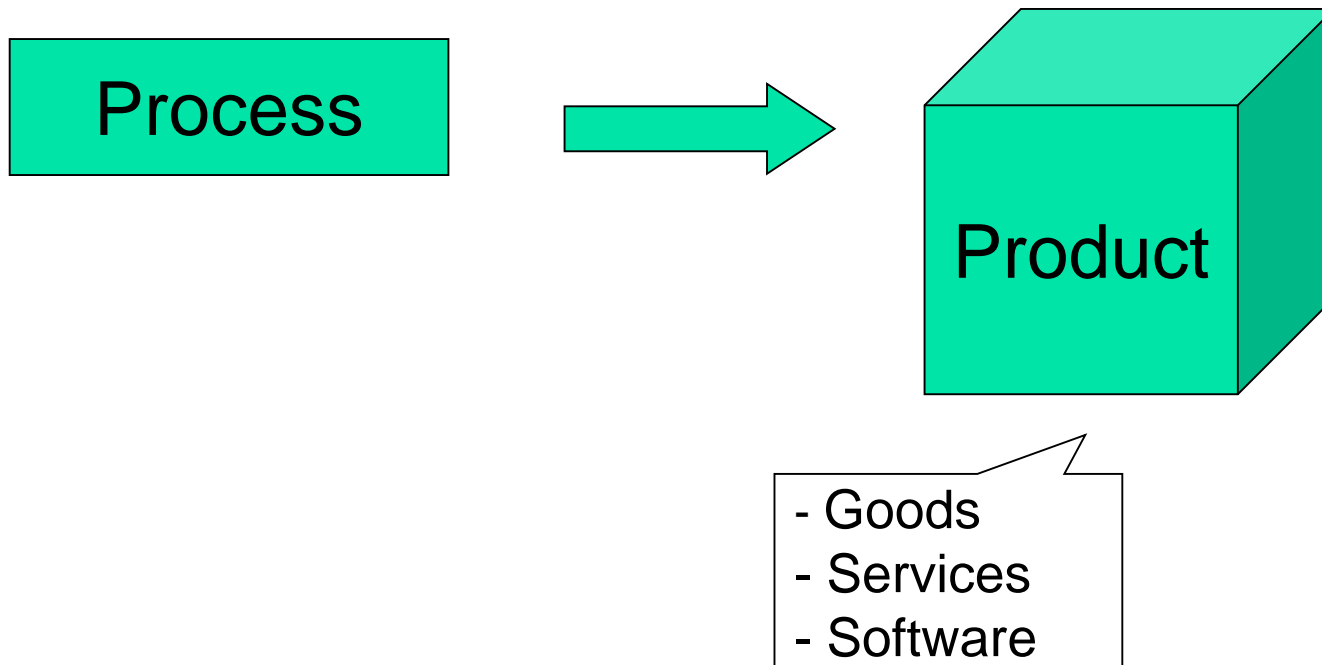 Process
Product
- Goods
- Services
- Software